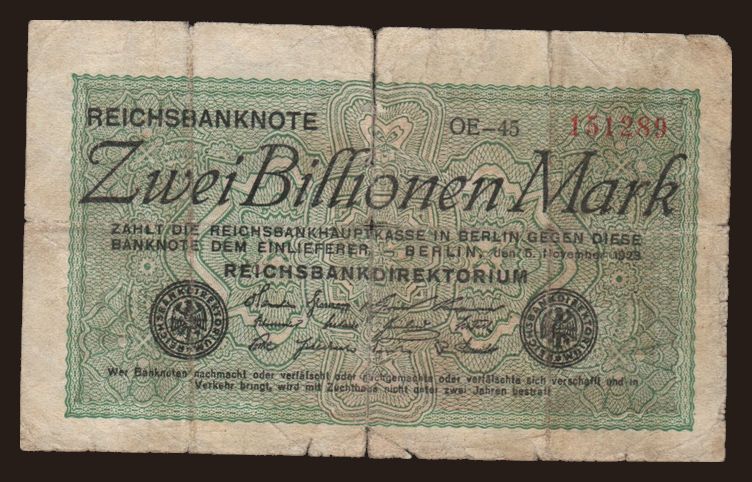 REICHSBANKNOTE OE-45 151289
Zwei Billionen Mark
ZAHLT DIE REICHSBANKHAUPTKASSE IN BERLIN GEGEN DIESE
BANKNOTE DEM EINLIEFERER. – BERLIN, den 5. November 1923
REICHSBANKDIREKTORIUM
REICHSBANKDIREKTORIUM
REICHSBANKDIREKTORIUM
Wer Banknoten nachmacht oder verfälscht oder nachgemachte oder verfälschte sich verschafft und in
Verkehr bringt, wird mit Zuchthaus nicht unter zwei Jahren bestraft